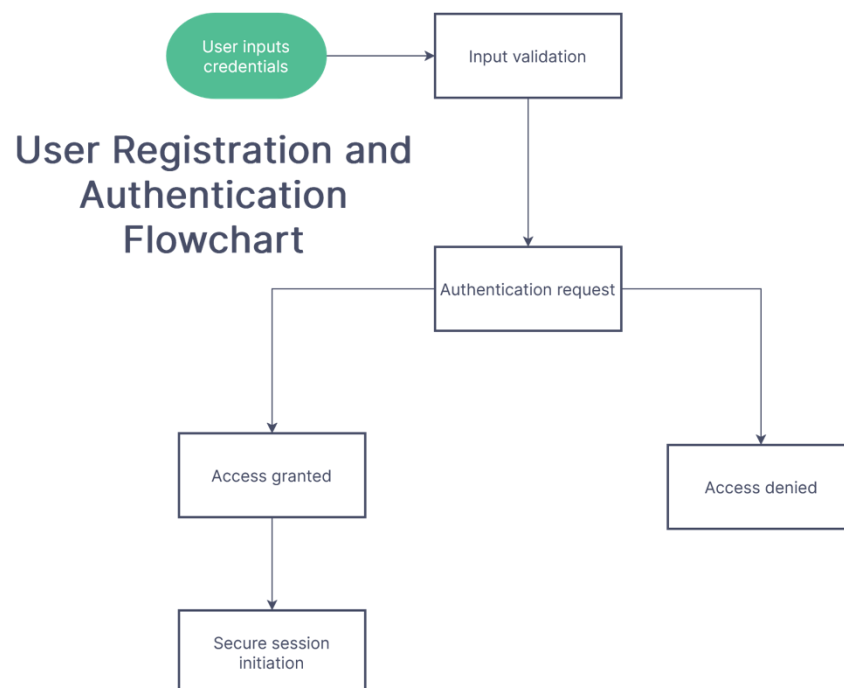 User inputs
credentials
Input validation
User Registration and
Authentication
Flowchart
Authentication request
Access granted
Access denied
Secure session
initiation